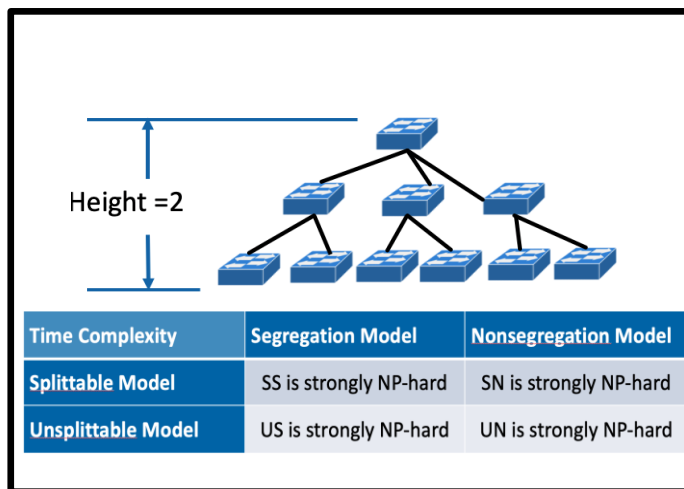 Height =2
Time Complexity Segregation Model Nonsegregation Model
Splittable Model SS is strongly NP-hard SN is strongly NP-hard
Unsplittable Model US is strongly NP-hard UN is strongly NP-hard